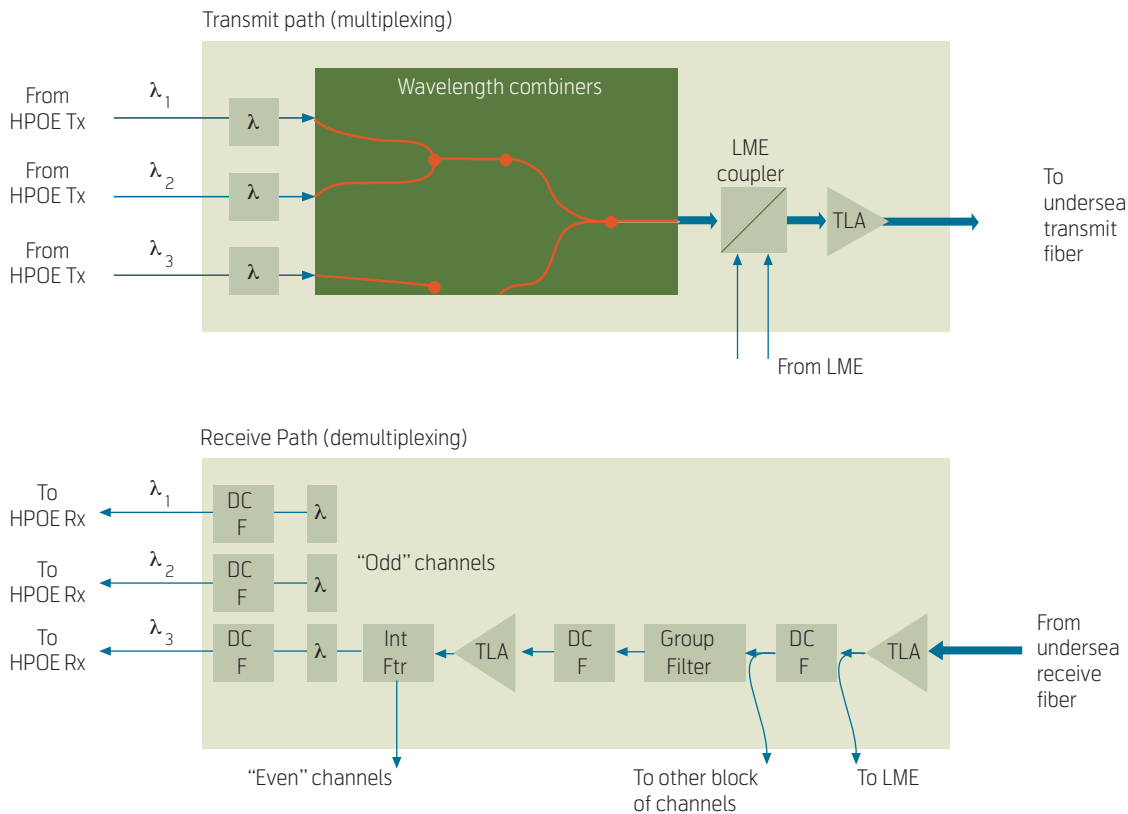 Transmit path (multiplexing)
Wavelength combiners
From
HPOE Tx
λ1
λ
From
HPOE Tx
λ2
λ
From
HPOE Tx
λ3
λ
LME
coupler
TLA
To
undersea
transmit
fiber
From LME
Receive Path (demultiplexing)
To
HPOE Rx
λ1
DC
F
λ
To
HPOE Rx
λ2
DC
F
λ
“Odd” channels
To
HPOE Rx
λ3
DC
F
λ
Int
Ftr
TLA
DC
F
Group
Filter
DC
F
TLA
From
undersea
receive
fiber
“Even” channels
To other block
of channels
To LME